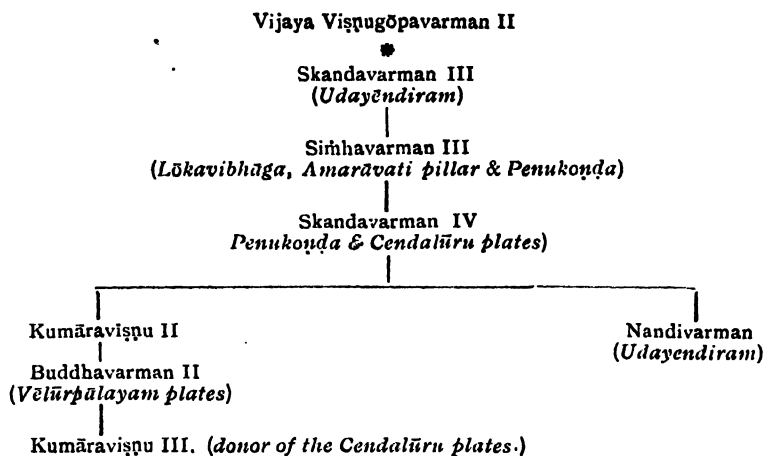 Vijaya Viṣṇugōpavarman II
*
Skandavarman III
(Udayēndiram)
Siṁhavarman III
(Lōkavibhāga, Amarāvati pillar & Penukoṇḍa)
Skandavarman IV
Penukoṇḍa & Cendalūru plates)
Kumāraviṣṇu II
Nandivarman
(Udayendiram)
Buddhavarman II
(Vēlūrpāḷayam plates)
Kumāraviṣṇu III. (donor of the Cendalūru plates.)